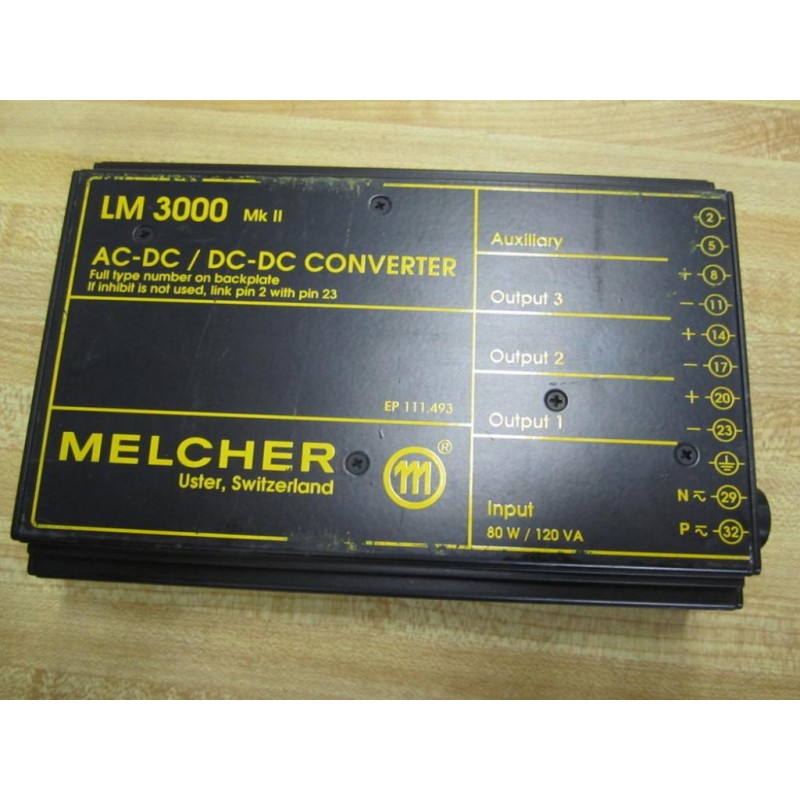 LM 3000 Mk II
AC-DC / DC-DC CONVERTER
Full type number on backplate
If inhibit is not used, link pin 2 with pin 23
EP 111,493
MELCHER
Uster, Switzerland
m ®
Auxiliary
Output 3
Output 2
Output 1
Input
80 W / 120 VA
2
5
+ 8
− 11
+ 14
− 17
+ 20
− 23
N ≂ 29
P ≂ 32